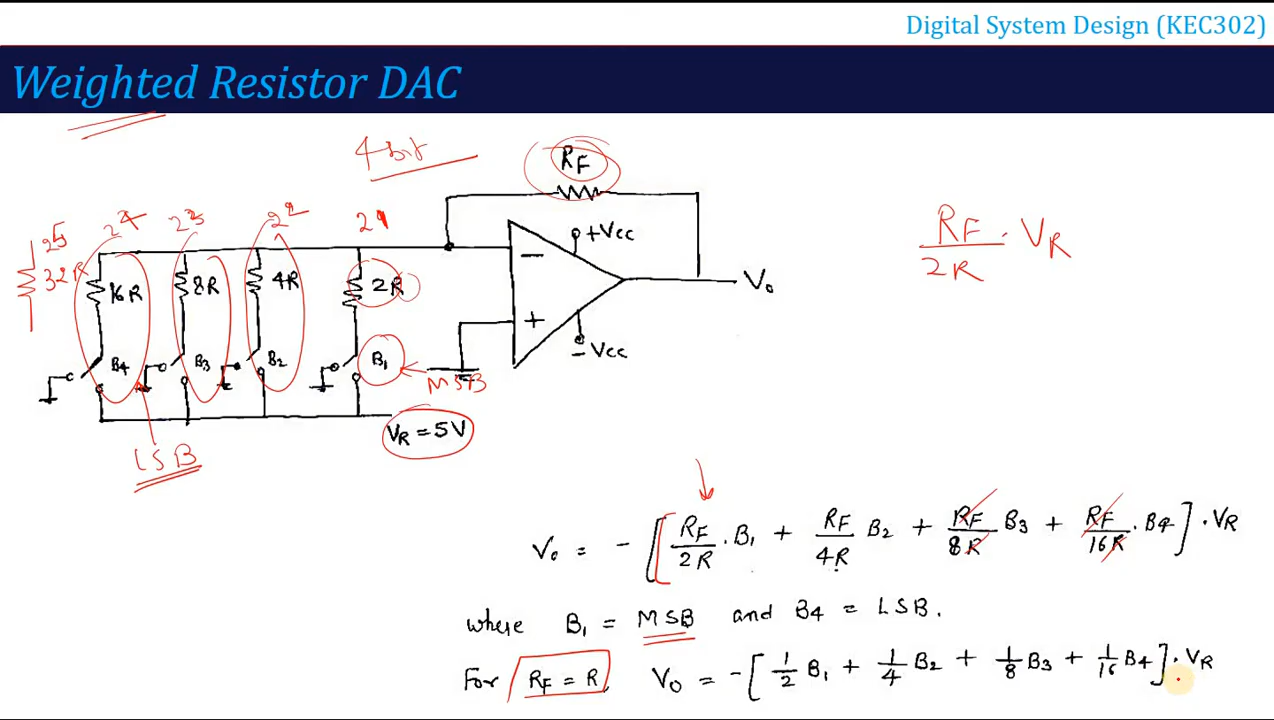 Digital System Design (KEC302)
Weighted Resistor DAC
4 bit
RF
2^5 2^4 2^3 2^2 2^1
+Vcc
RF/2R . VR
32R 16R 8R 4R 2R
− + V₀
B4 B3 B2 B1
−Vcc
MSB
VR = 5V
LSB
V₀ = - [RF/2R . B1 + RF/4R B2 + RF/8R B3 + RF/16R . B4] . VR
where B1 = MSB and B4 = LSB.
For RF = R, V₀ = - [1/2 B1 + 1/4 B2 + 1/8 B3 + 1/16 B4] . VR